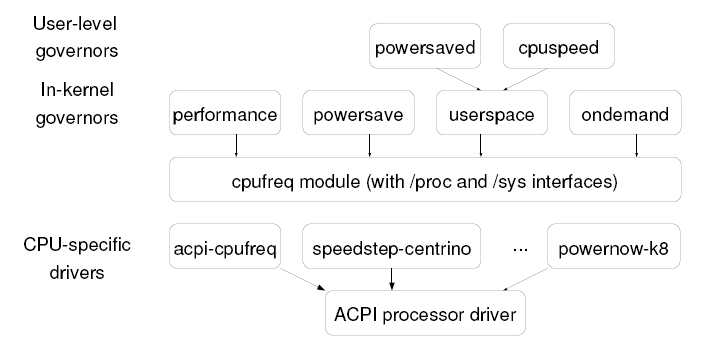 User-level
governors
powersaved
cpuspeed
In-kernel
governors
performance
powersave
userspace
ondemand
cpufreq module (with /proc and /sys interfaces)
CPU-specific
drivers
acpi-cpufreq
speedstep-centrino
...
powernow-k8
ACPI processor driver